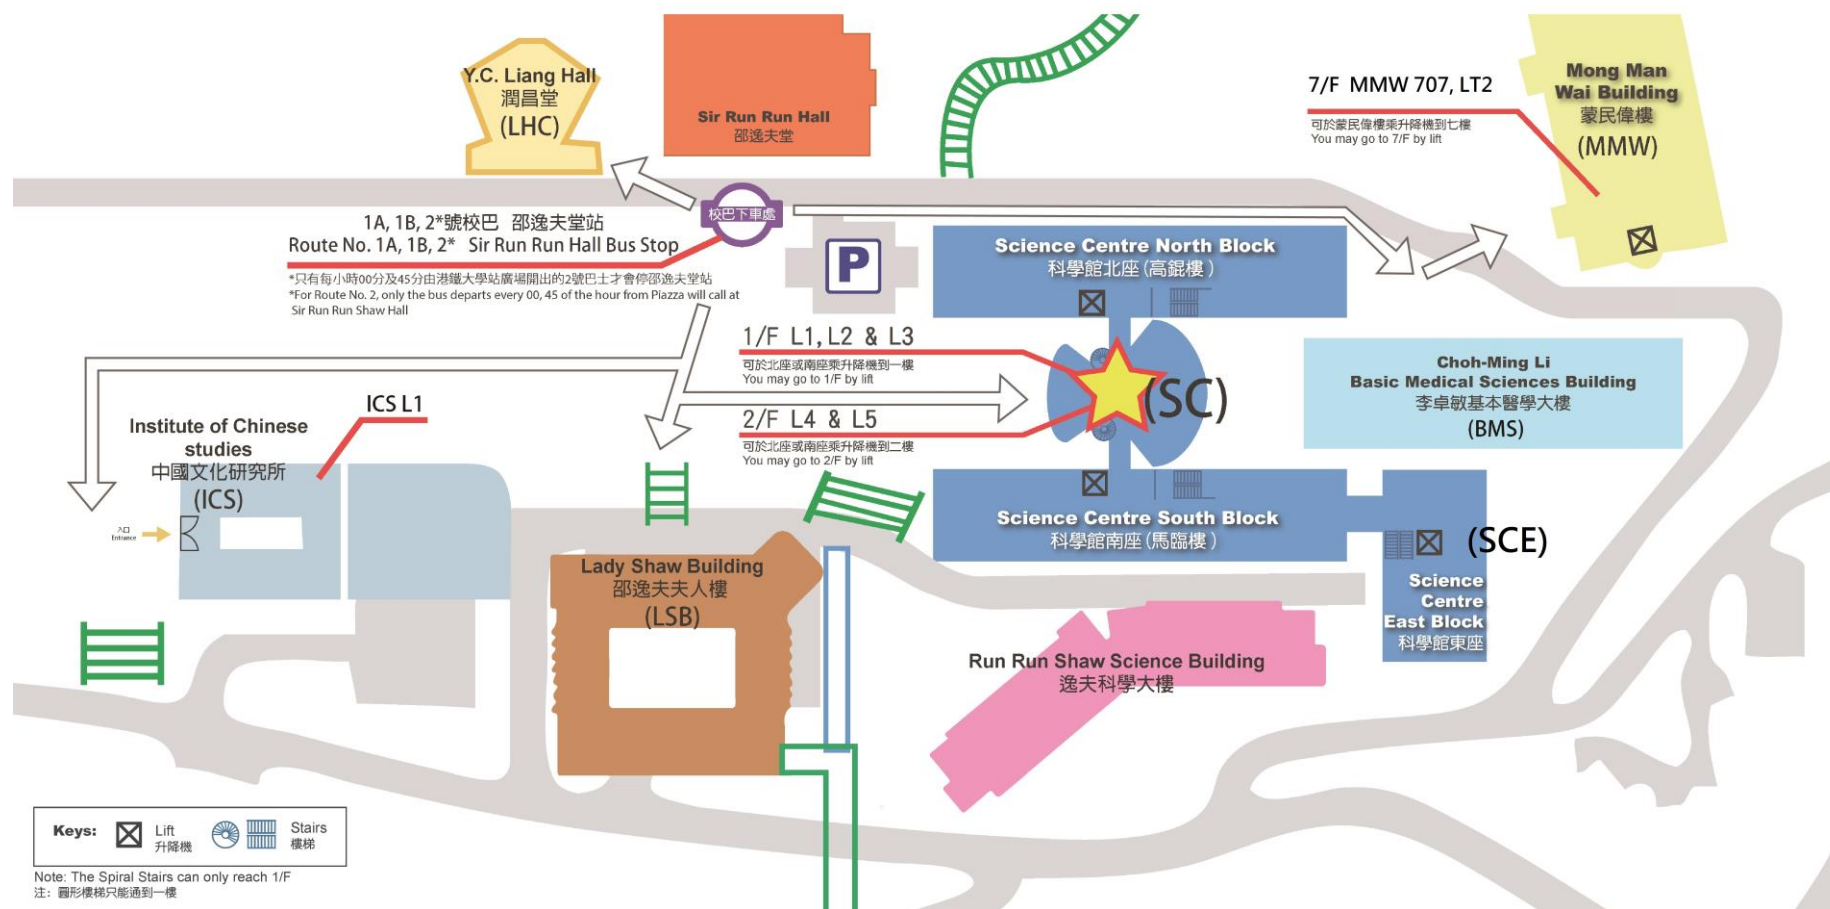 Y.C. Liang Hall
潤昌堂
(LHC)
Sir Run Run Hall
邵逸夫堂
7/F  MMW 707, LT2
可於蒙民偉樓乘升降機到七樓
You may go to 7/F by lift
Mong Man
Wai Building
蒙民偉樓
(MMW)
校巴下車處
1A, 1B, 2*號校巴  邵逸夫堂站
Route No. 1A, 1B, 2*  Sir Run Run Hall Bus Stop
*只有每小時00分及45分由港鐵大學站廣場開出的2號巴士才會停邵逸夫堂站
*For Route No. 2, only the bus departs every 00, 45 of the hour from Piazza will call at
Sir Run Run Shaw Hall
P
Science Centre North Block
科學館北座 (高錕樓)
1/F  L1, L2 & L3
可於北座或南座乘升降機到一樓
You may go to 1/F by lift
(SC)
2/F  L4 & L5
可於北座或南座乘升降機到二樓
You may go to 2/F by lift
Choh-Ming Li
Basic Medical Sciences Building
李卓敏基本醫學大樓
(BMS)
ICS L1
Institute of Chinese
studies
中國文化研究所
(ICS)
入口
Entrance
Science Centre South Block
科學館南座 (馬臨樓)
(SCE)
Science
Centre
East Block
科學館東座
Lady Shaw Building
邵逸夫夫人樓
(LSB)
Run Run Shaw Science Building
逸夫科學大樓
Keys:
Lift
升降機
Stairs
樓梯
Note: The Spiral Stairs can only reach 1/F
注: 圓形樓梯只能通到一樓